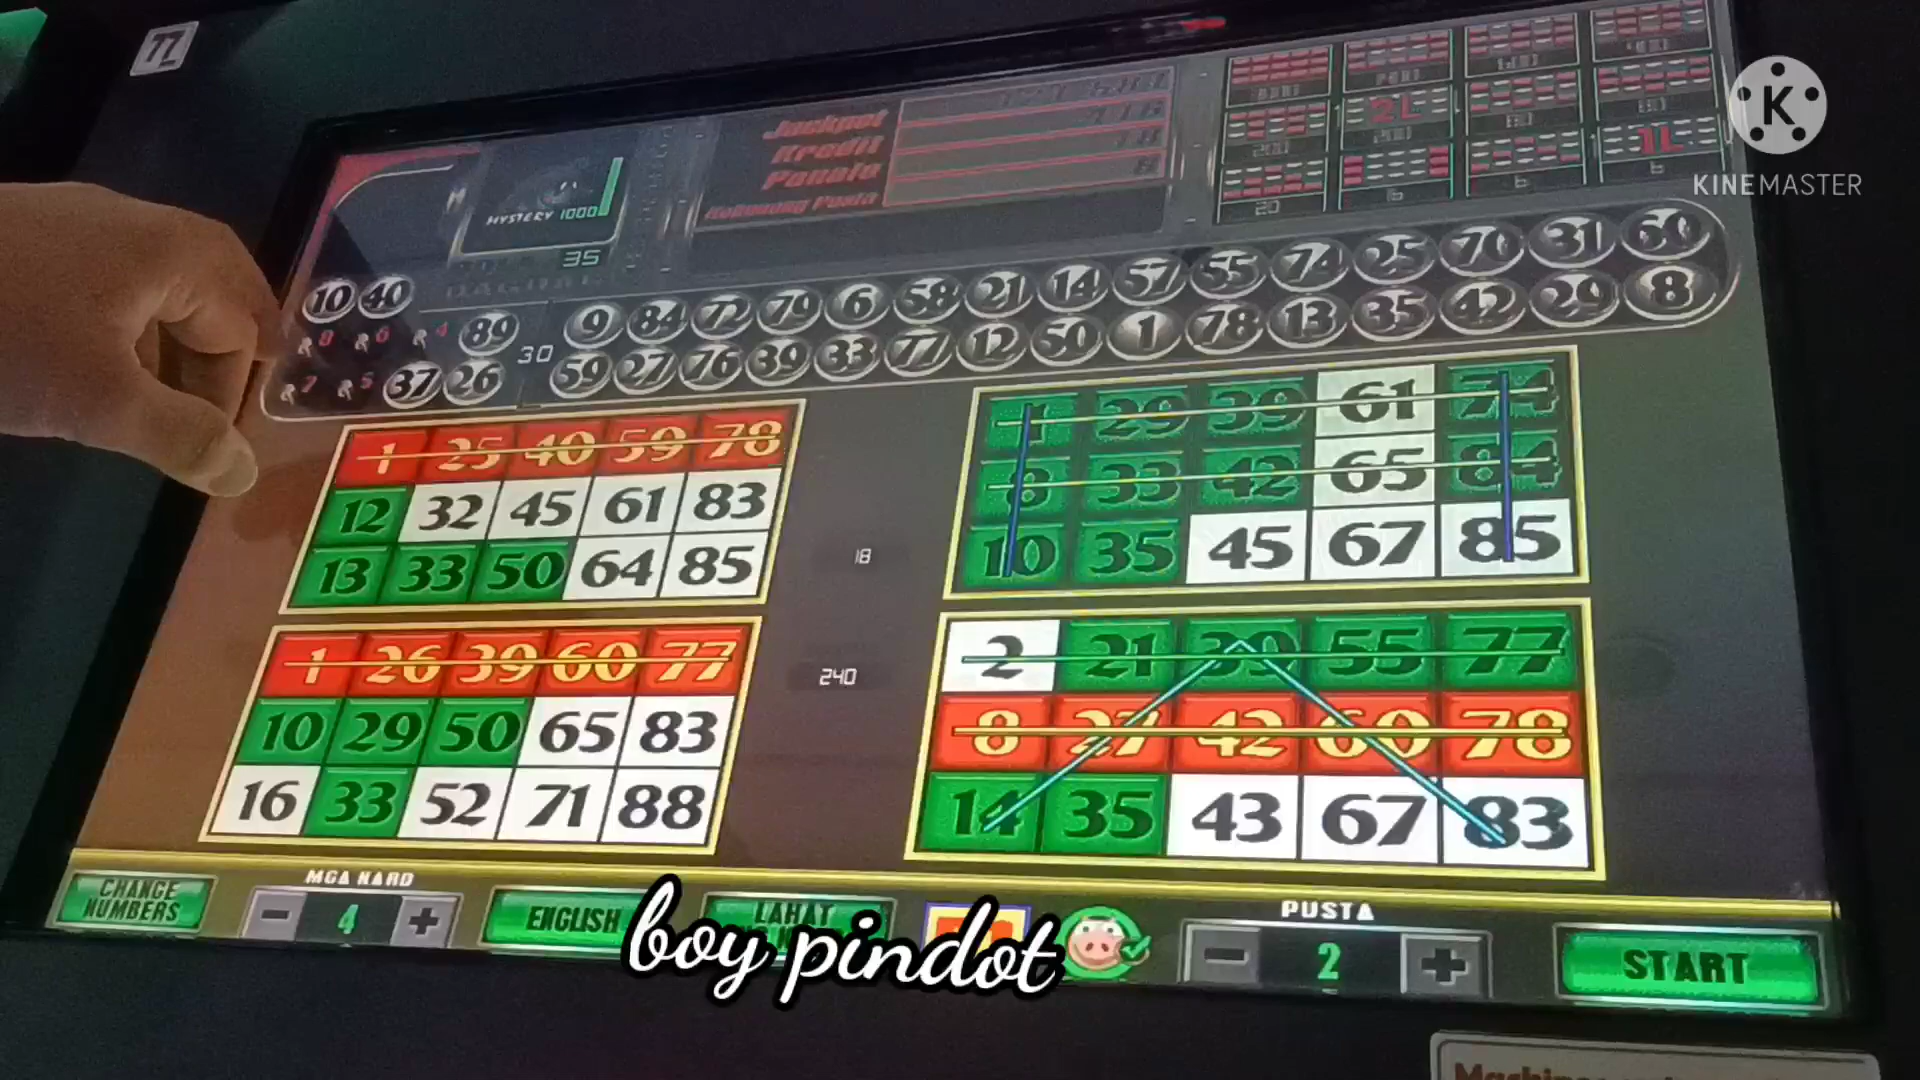 Jackpot
Kredit
Panalo
MYSTERY 1000
35
10 40
89
37 26
30
9 84 72 79 6 58 21 14 57 55 74 25 70 31 60
59 27 76 39 33 77 12 50 1 78 13 35 42 29 8
1 25 40 59 78
12 32 45 61 83
13 33 50 64 85
18
1 29 39 61 74
8 33 42 65 84
10 35 45 67 85
1 26 39 60 77
10 29 50 65 83
16 33 52 71 88
240
2 21 39 55 77
8 27 42 60 78
14 35 43 67 83
CHANGE
NUMBERS
MGA KARD
- 4 +
ENGLISH
LAHAT
PUSTA
- 2 +
START
boy pindot
K
KINEMASTER